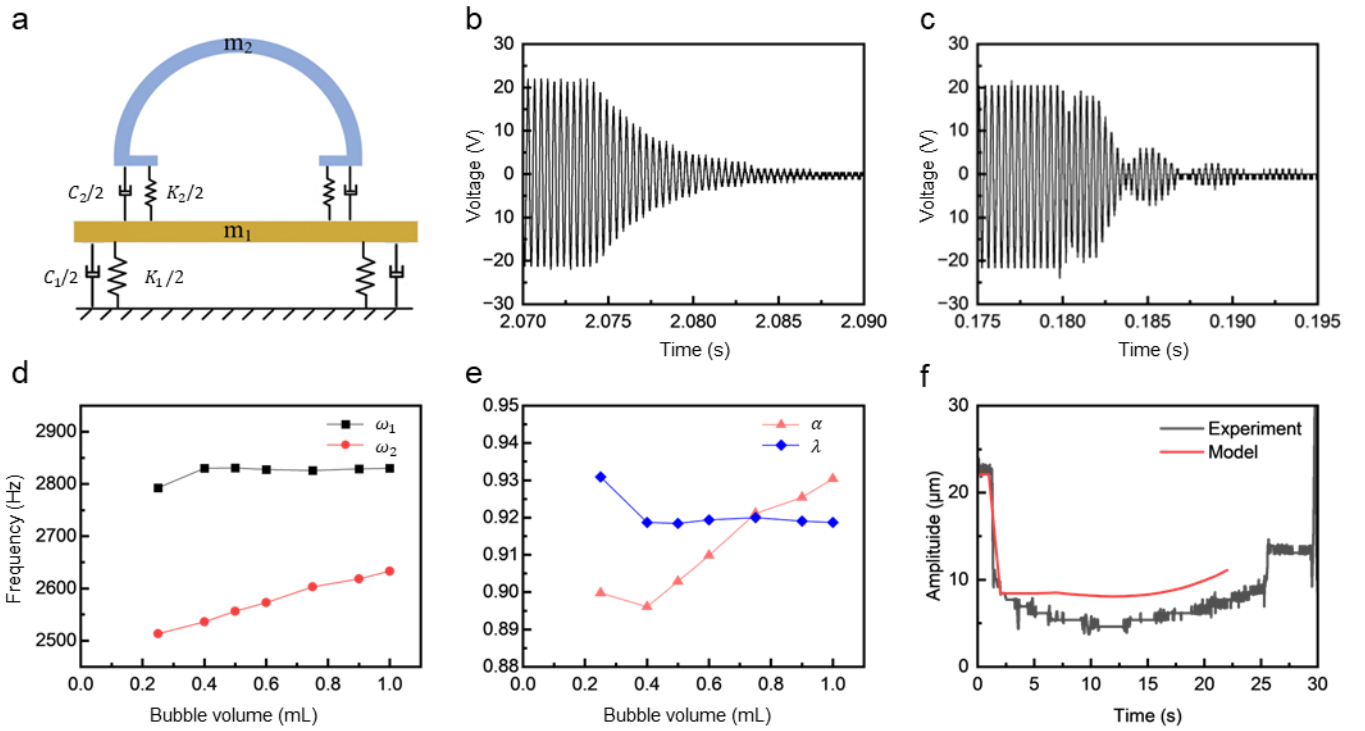 a
m₂
C₂/2
K₂/2
m₁
C₁/2
K₁/2
b
30
20
10
0
−10
−20
−30
Voltage (V)
2.070 2.075 2.080 2.085 2.090
Time (s)
c
30
20
10
0
−10
−20
−30
Voltage (V)
0.175 0.180 0.185 0.190 0.195
Time (s)
d
2900
2800
2700
2600
2500
Frequency (Hz)
ω₁
ω₂
0.0 0.2 0.4 0.6 0.8 1.0
Bubble volume (mL)
e
0.95
0.94
0.93
0.92
0.91
0.90
0.89
0.88
α
λ
0.0 0.2 0.4 0.6 0.8 1.0
Bubble volume (mL)
f
30
20
10
0
Amplituide (μm)
Experiment
Model
0 5 10 15 20 25 30
Time (s)